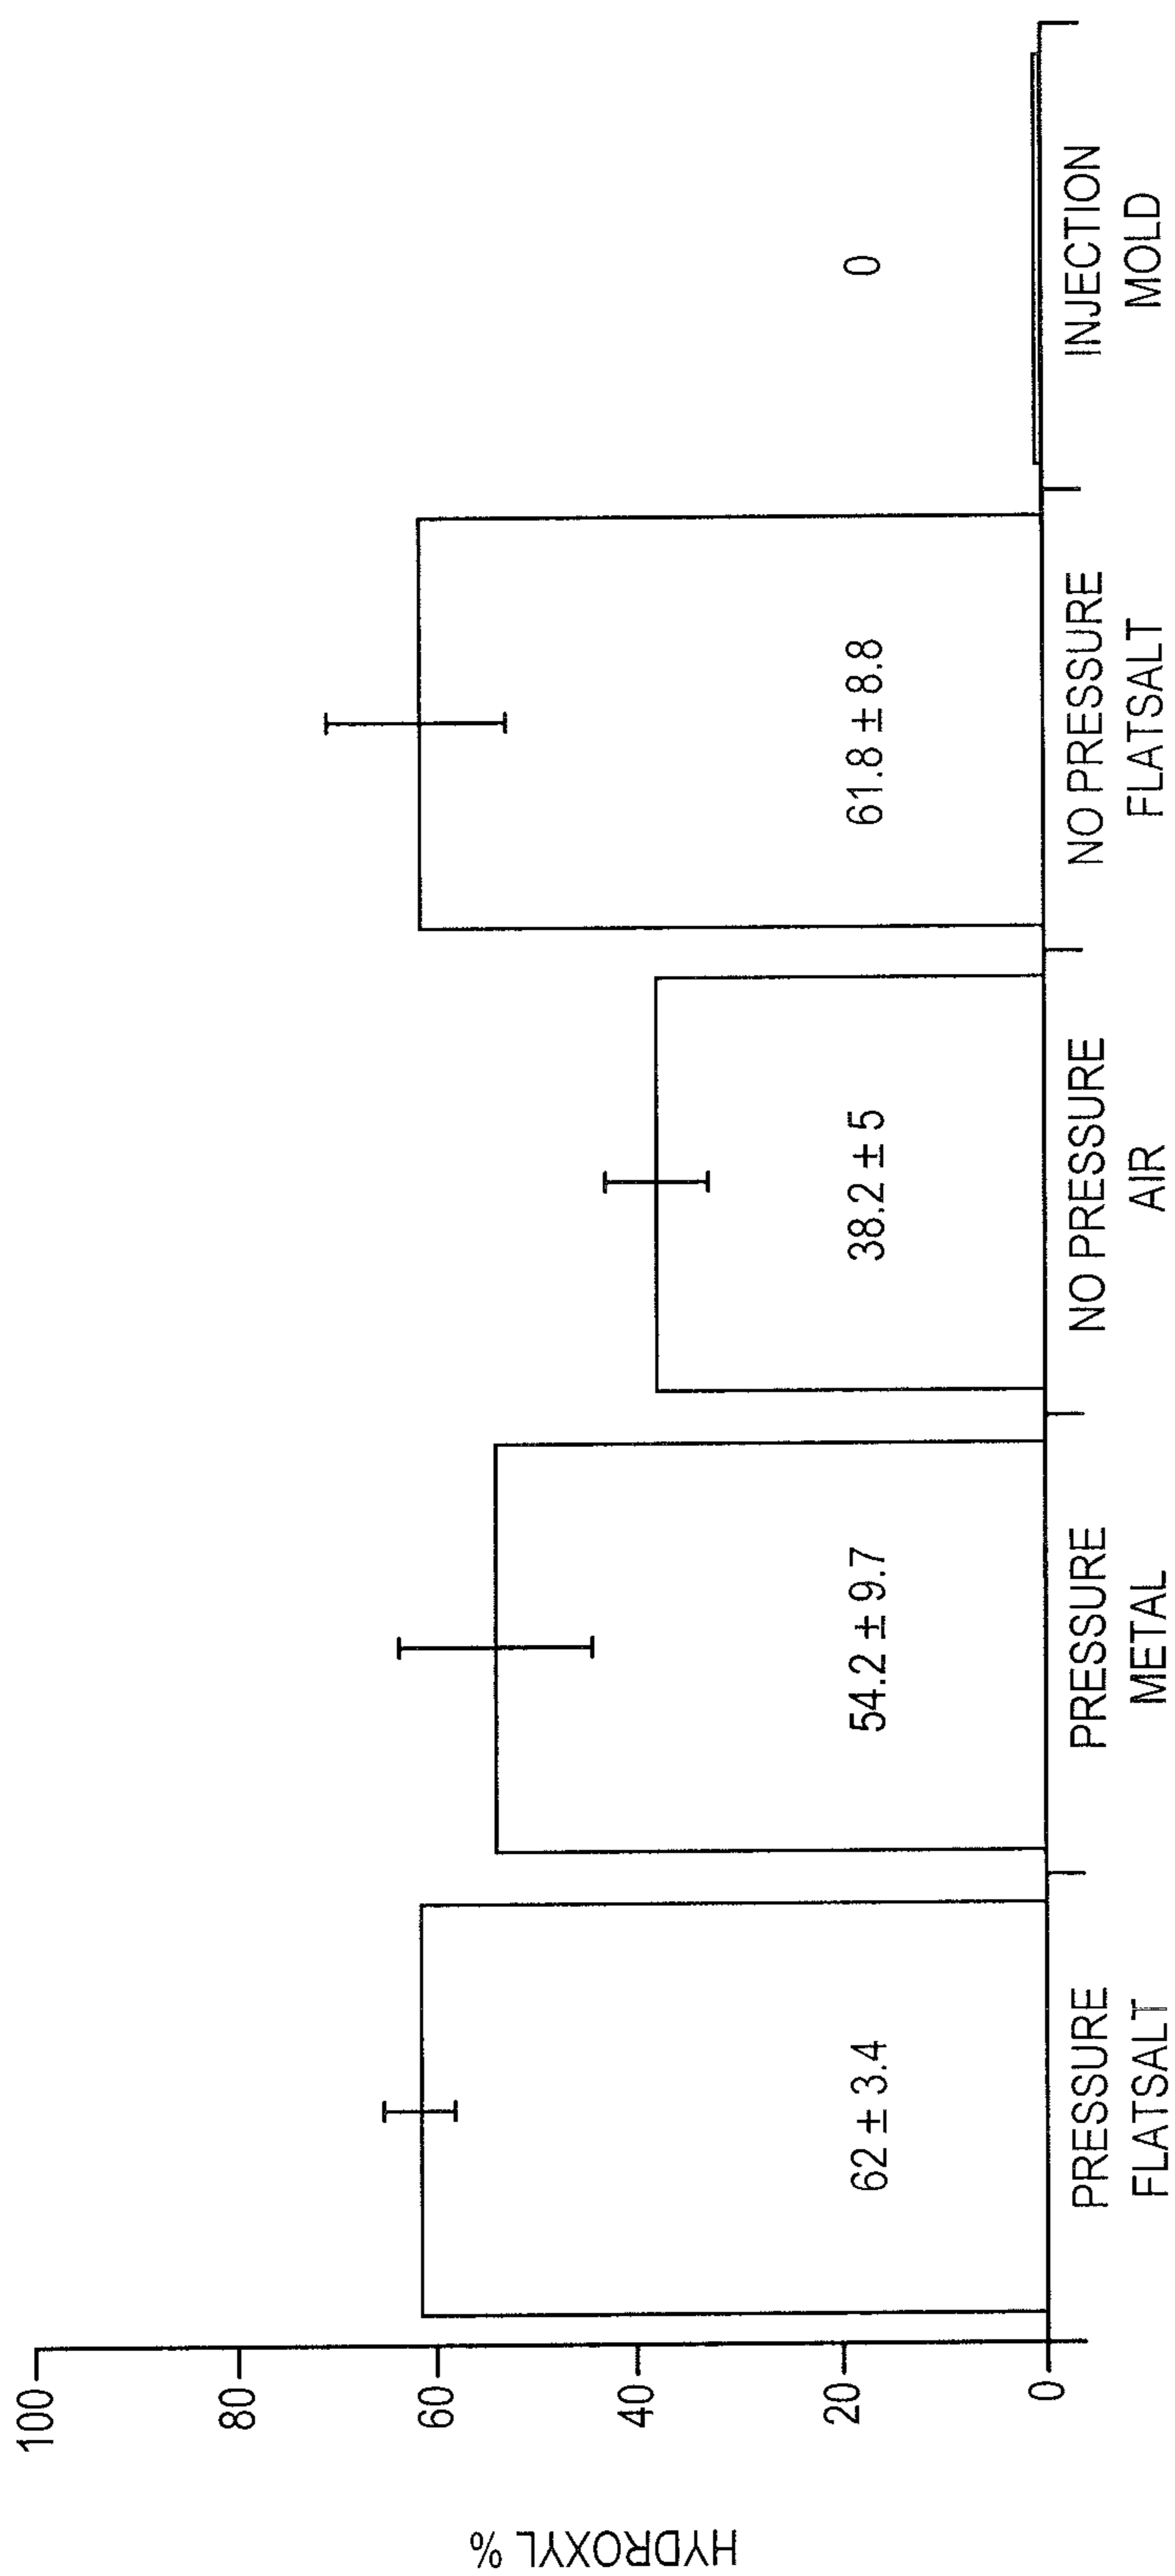 HYDROXYL %
100
80
60
40
20
0
62 ± 3.4
54.2 ± 9.7
38.2 ± 5
61.8 ± 8.8
0
PRESSURE
FLATSALT
PRESSURE
METAL
NO PRESSURE
AIR
NO PRESSURE
FLATSALT
INJECTION
MOLD